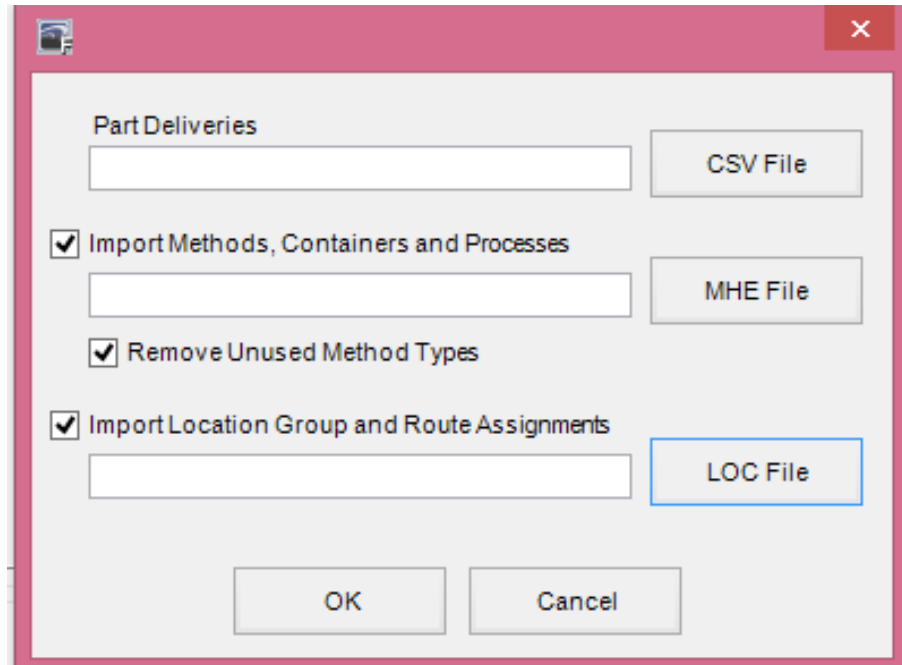 Part Deliveries
CSV File
Import Methods, Containers and Processes
MHE File
Remove Unused Method Types
Import Location Group and Route Assignments
LOC File
OK
Cancel